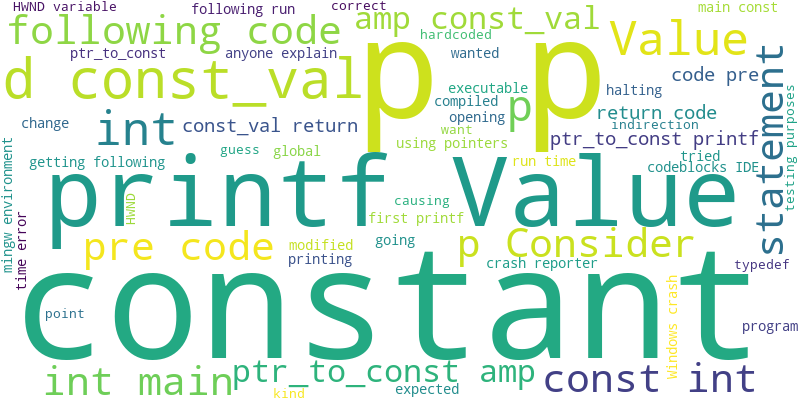 HWND variable
following run
correct
main const
following code
amp const_val
Value
hardcoded
ptr_to_const
anyone explain
wanted
d const_val
p p
code pre
executable
halting
compiled
p
return code
statement
testing purposes
change
int
const_val return
opening
indirection
want
using pointers
ptr_to_const printf
mingw environment
getting following
guess
global
run time
tried
codeblocks IDE
printf Value
time error
HWND
causing
first printf
pre code
modified
going
p Consider
printing
crash reporter
typedef
constant
Windows crash
point
program
int main
ptr_to_const amp
const int
expected
kind